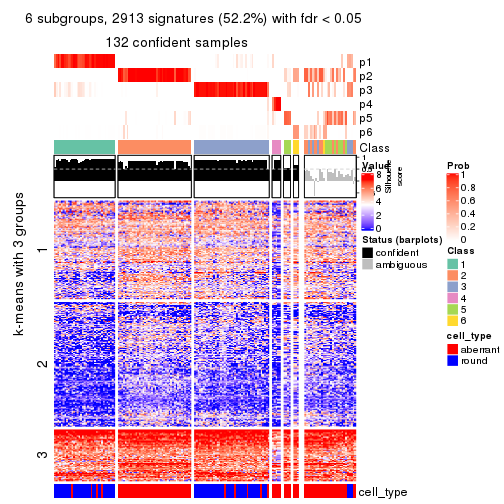 6 subgroups, 2913 signatures (52.2%) with fdr < 0.05
132 confident samples
p1
p2
p3
p4
p5
p6
Class
1
Silhouette
score
k-means with 3 groups
1
2
3
cell_type
Value
8
6
4
2
0
Status (barplots)
confident
ambiguous
Prob
1
0.8
0.6
0.4
0.2
0
Class
1
2
3
4
5
6
cell_type
aberrant
round